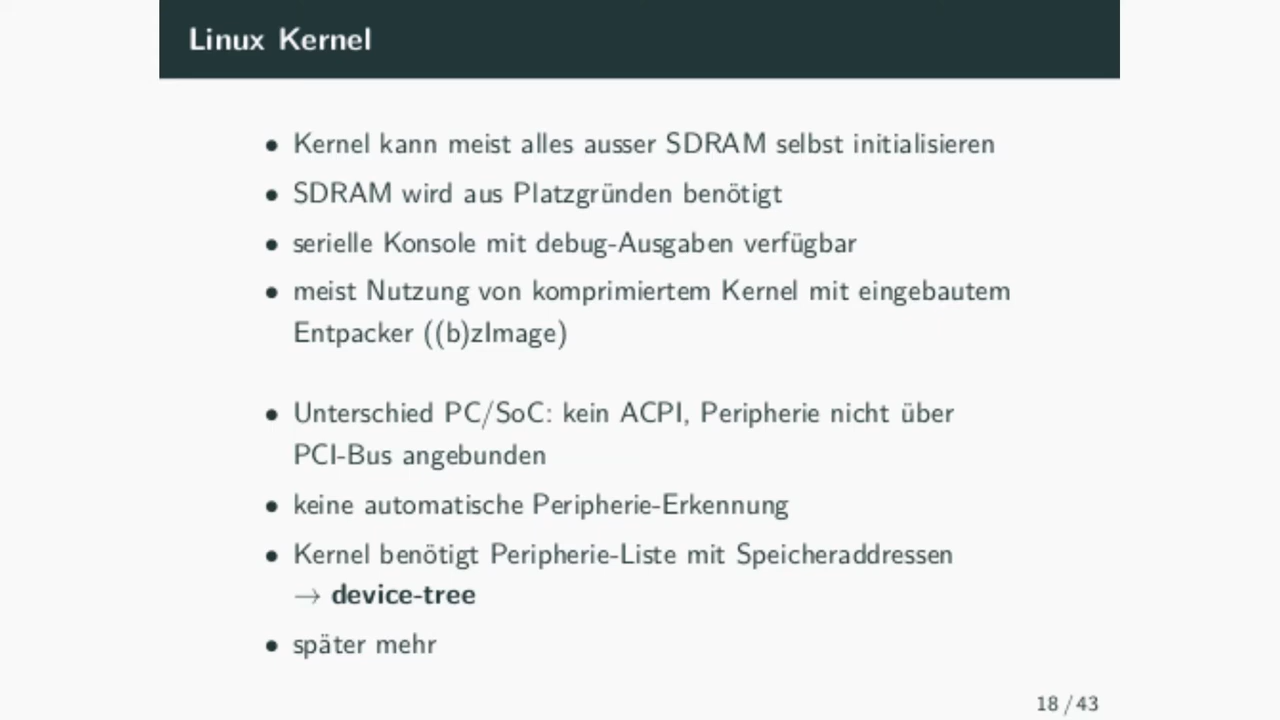 Linux Kernel
• Kernel kann meist alles ausser SDRAM selbst initialisieren
• SDRAM wird aus Platzgründen benötigt
• serielle Konsole mit debug-Ausgaben verfügbar
• meist Nutzung von komprimiertem Kernel mit eingebautem
Entpacker ((b)zImage)
• Unterschied PC/SoC: kein ACPI, Peripherie nicht über
PCI-Bus angebunden
• keine automatische Peripherie-Erkennung
• Kernel benötigt Peripherie-Liste mit Speicheraddressen
→ device-tree
• später mehr
18 / 43